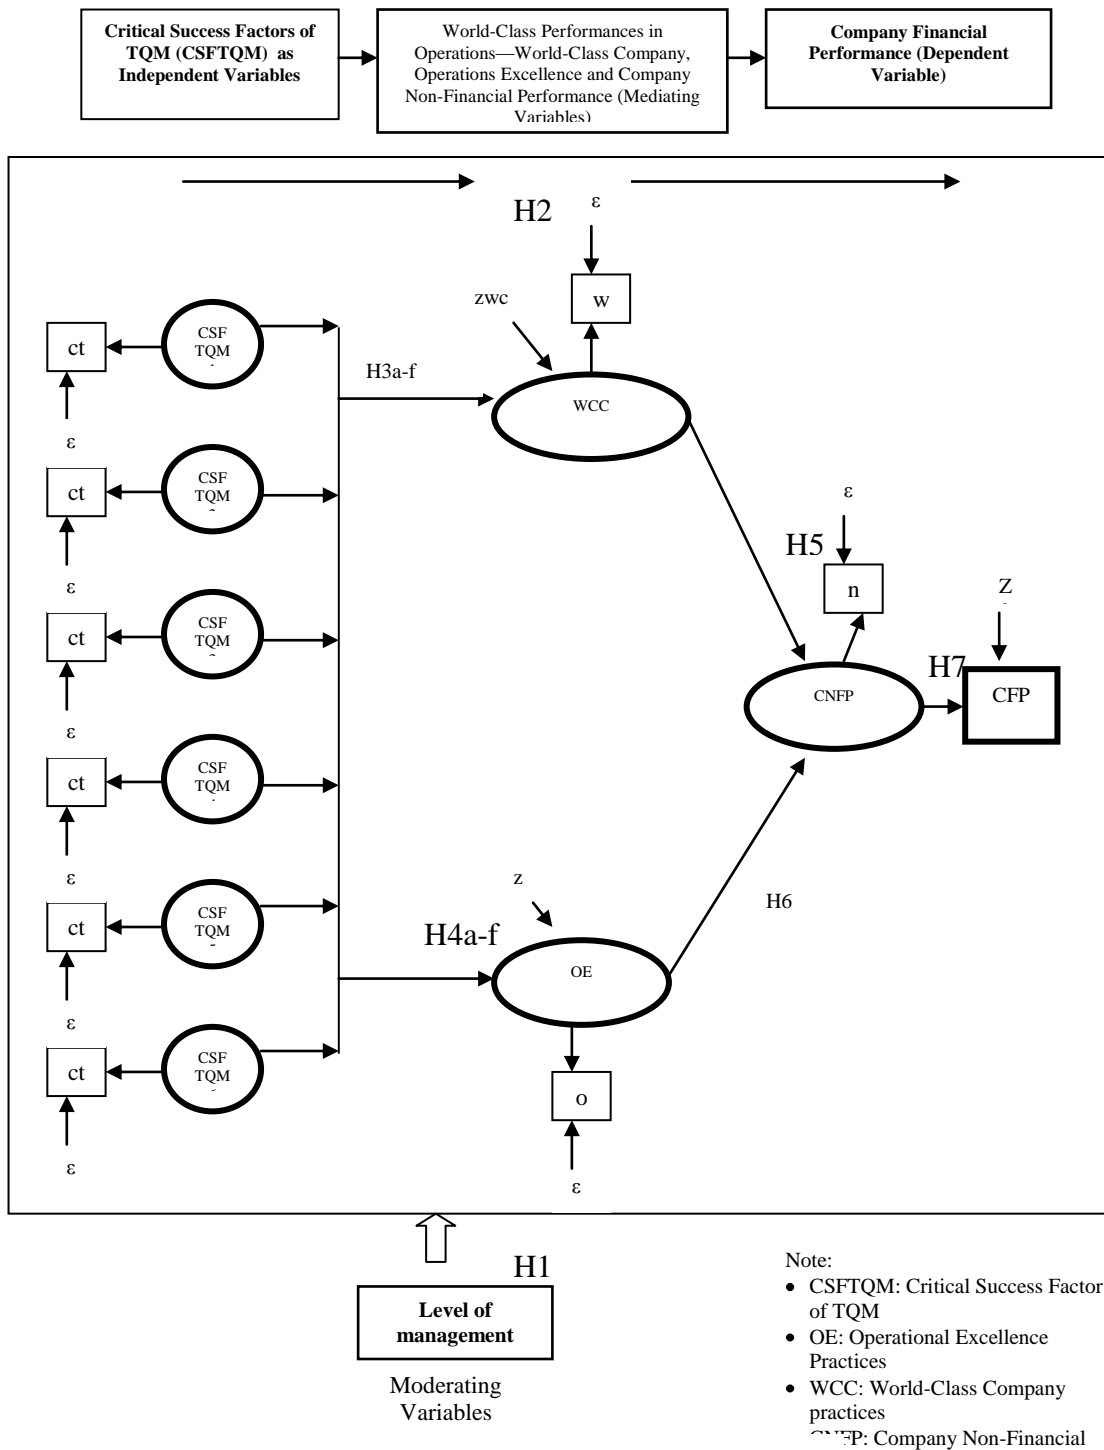 Critical Success Factors of
TQM (CSFTQM) as
Independent Variables
World-Class Performances in
Operations—World-Class Company,
Operations Excellence and Company
Non-Financial Performance (Mediating
Variables)
Company Financial
Performance (Dependent
Variable)
H2
ε
w
zwc
H3a-f
WCC
ct
CSF
TQM
ε
ct
CSF
TQM
ε
ct
CSF
TQM
ε
ct
CSF
TQM
ε
ct
CSF
TQM
ε
ct
CSF
TQM
ε
ε
H5
n
Z
CNFP
H7
CFP
z
H6
H4a-f
OE
o
ε
H1
Level of
management
Moderating
Variables
Note:
• CSFTQM: Critical Success Factor
of TQM
• OE: Operational Excellence
Practices
• WCC: World-Class Company
practices
CNFP: Company Non-Financial